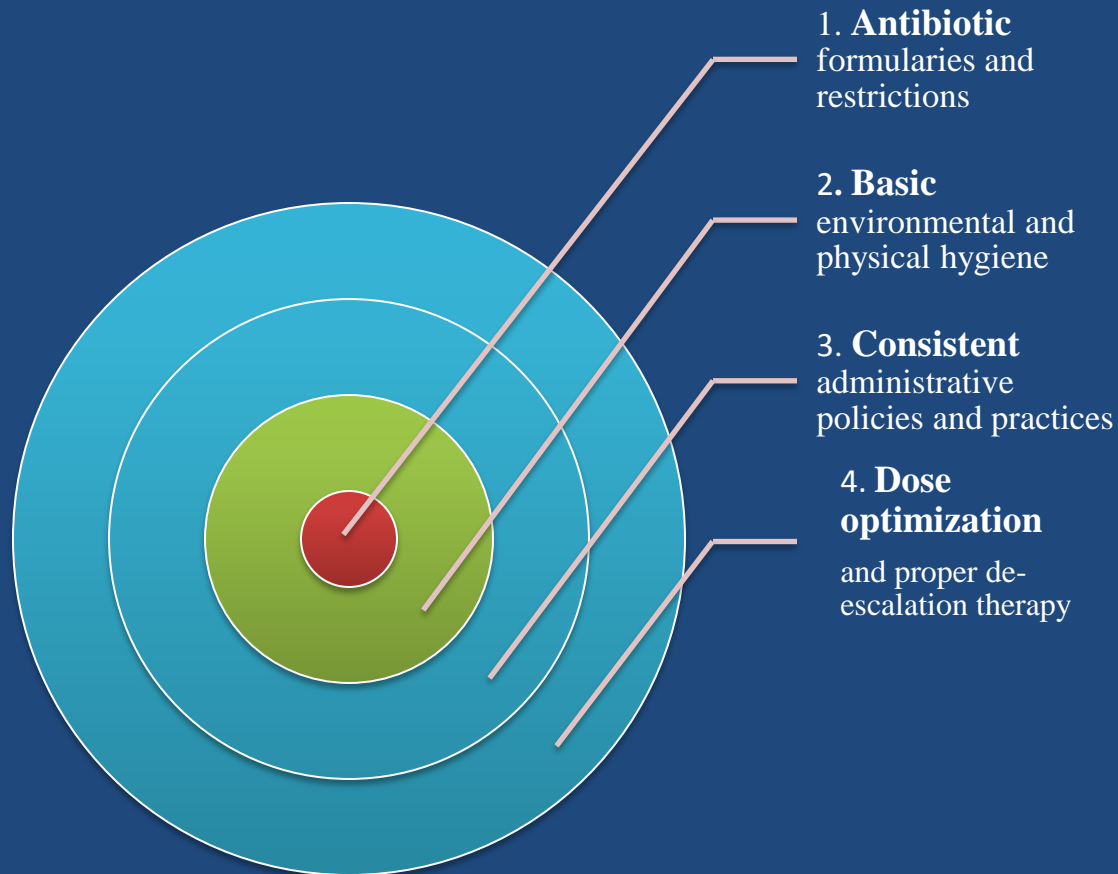 1. Antibiotic
formularies and
restrictions
2. Basic
environmental and
physical hygiene
3. Consistent
administrative
policies and practices
4. Dose
optimization
and proper de-
escalation therapy